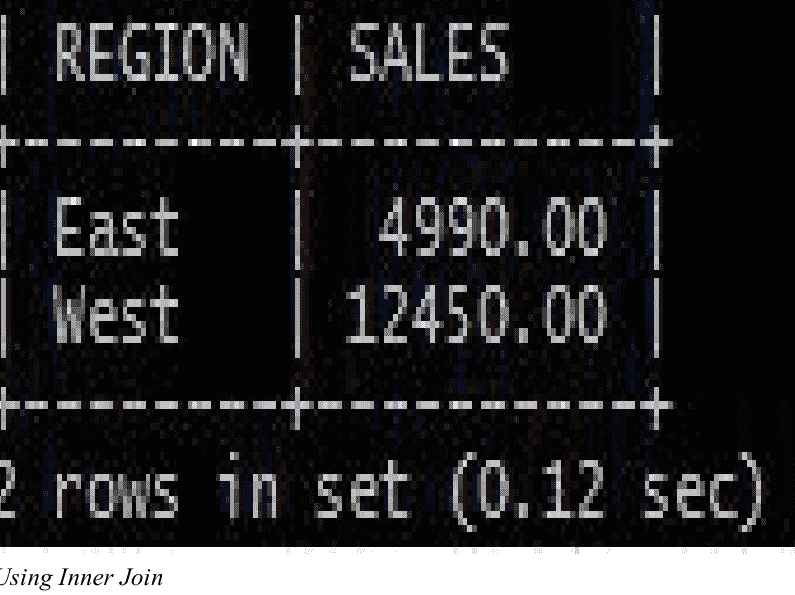 | REGION | SALES |
+---------+-----------+
| East | 4990.00 |
| West | 12450.00 |
+---------+-----------+
2 rows in set (0.12 sec)
Using Inner Join